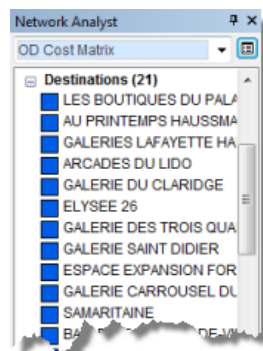 Network Analyst
OD Cost Matrix
Destinations (21)
LES BOUTIQUES DU PALA
AU PRINTEMPS HAUSSMA
GALERIES LAFAYETTE HA
ARCADES DU LIDO
GALERIE DU CLARIDGE
ELYSEE 26
GALERIE DES TROIS QUA
GALERIE SAINT DIDIER
ESPACE EXPANSION FOR
GALERIE CARROUSEL DU
SAMARITAINE